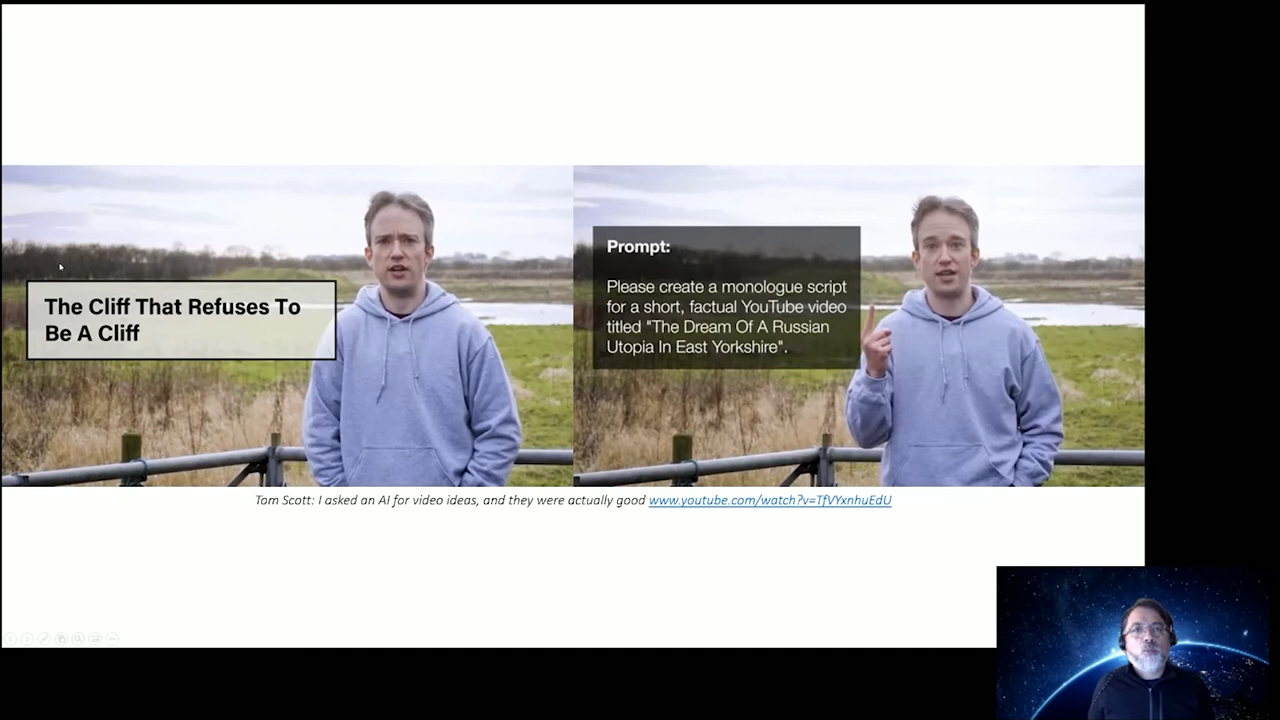 The Cliff That Refuses To
Be A Cliff
Prompt:
Please create a monologue script
for a short, factual YouTube video
titled "The Dream Of A Russian
Utopia In East Yorkshire".
Tom Scott: I asked an AI for video ideas, and they were actually good www.youtube.com/watch?v=TfVYxnhuEdU